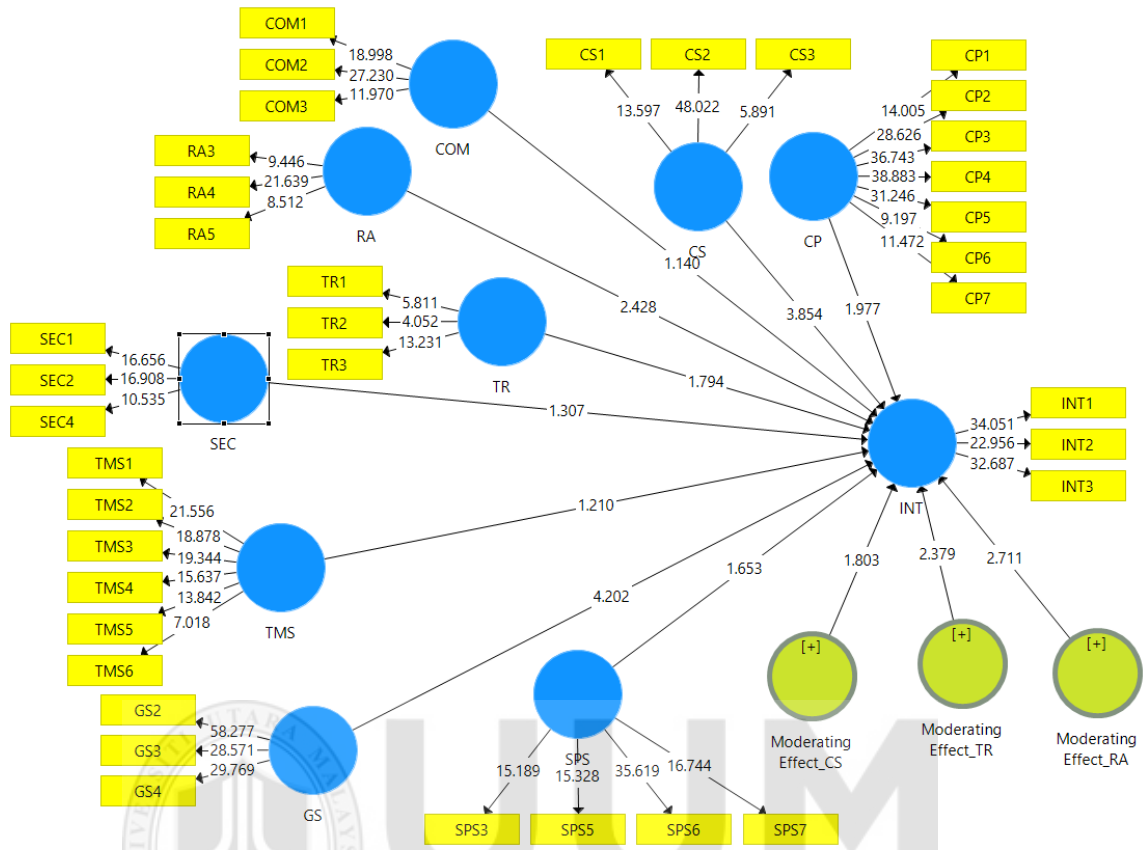 COM1
COM2
COM3
18.998
27.230
11.970
COM
CS1
CS2
CS3
13.597
48.022
5.891
CS
CP1
CP2
CP3
CP4
CP5
CP6
CP7
14.005
28.626
36.743
38.883
31.246
9.197
11.472
CP
RA3
RA4
RA5
9.446
21.639
8.512
RA
1.140
2.428
3.854
1.977
TR1
TR2
TR3
5.811
4.052
13.231
TR
1.794
SEC1
SEC2
SEC4
16.656
16.908
10.535
SEC
1.307
INT1
INT2
INT3
34.051
22.956
32.687
INT
TMS1
TMS2
TMS3
TMS4
TMS5
TMS6
21.556
18.878
19.344
15.637
13.842
7.018
TMS
1.210
4.202
1.653
1.803
2.379
2.711
[+]
Moderating
Effect_CS
[+]
Moderating
Effect_TR
[+]
Moderating
Effect_RA
GS2
GS3
GS4
58.277
28.571
29.769
GS
SPS
15.189
15.328
35.619
16.744
SPS3
SPS5
SPS6
SPS7
UUM